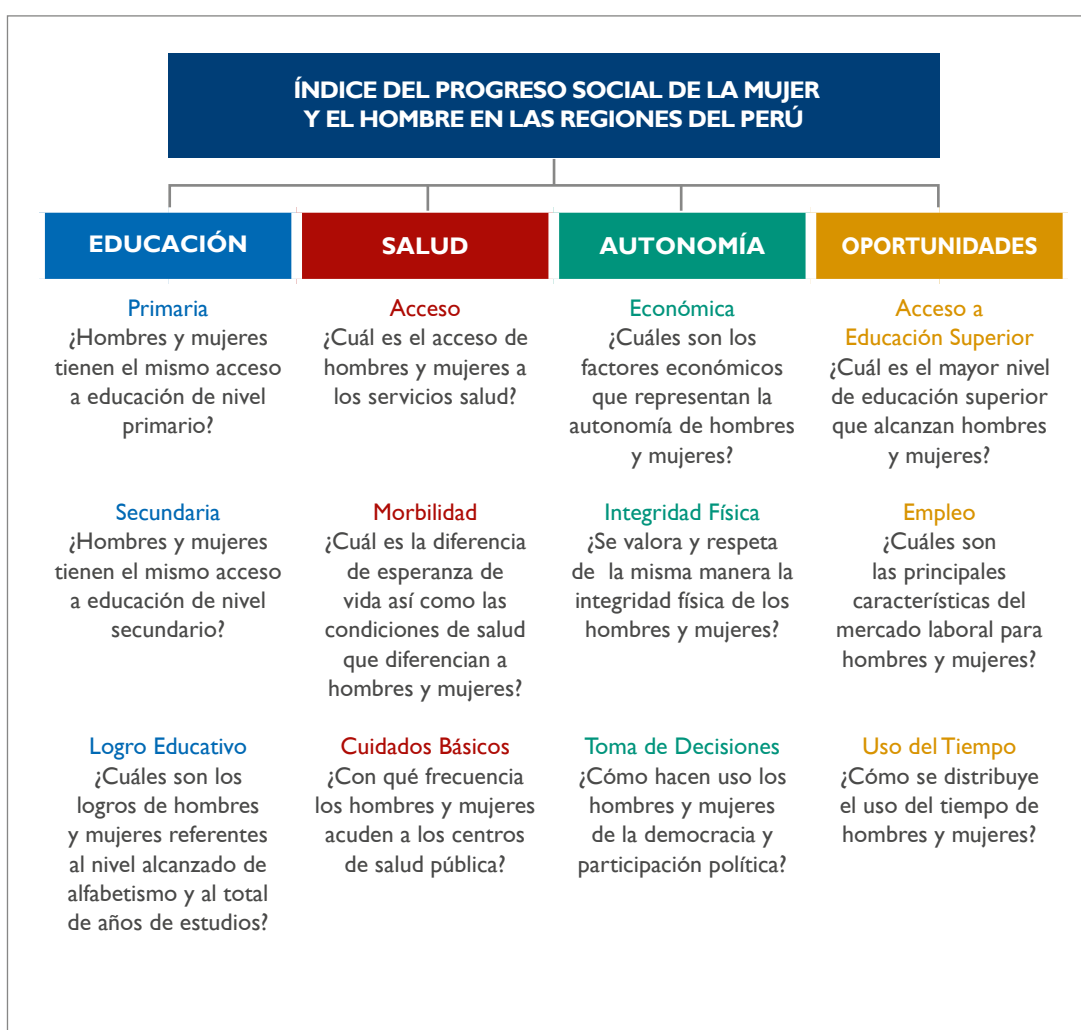 ÍNDICE DEL PROGRESO SOCIAL DE LA MUJER
Y EL HOMBRE EN LAS REGIONES DEL PERÚ
EDUCACIÓN
Primaria
¿Hombres y mujeres
tienen el mismo acceso
a educación de nivel
primario?
Secundaria
¿Hombres y mujeres
tienen el mismo acceso
a educación de nivel
secundario?
Logro Educativo
¿Cuáles son los
logros de hombres
y mujeres referentes
al nivel alcanzado de
alfabetismo y al total
de años de estudios?
SALUD
Acceso
¿Cuál es el acceso de
hombres y mujeres a
los servicios salud?
Morbilidad
¿Cuál es la diferencia
de esperanza de
vida así como las
condiciones de salud
que diferencian a
hombres y mujeres?
Cuidados Básicos
¿Con qué frecuencia
los hombres y mujeres
acuden a los centros
de salud pública?
AUTONOMÍA
Económica
¿Cuáles son los
factores económicos
que representan la
autonomía de hombres
y mujeres?
Integridad Física
¿Se valora y respeta
de la misma manera la
integridad física de los
hombres y mujeres?
Toma de Decisiones
¿Cómo hacen uso los
hombres y mujeres
de la democracia y
participación política?
OPORTUNIDADES
Acceso a
Educación Superior
¿Cuál es el mayor nivel
de educación superior
que alcanzan hombres
y mujeres?
Empleo
¿Cuáles son
las principales
características del
mercado laboral para
hombres y mujeres?
Uso del Tiempo
¿Cómo se distribuye
el uso del tiempo de
hombres y mujeres?